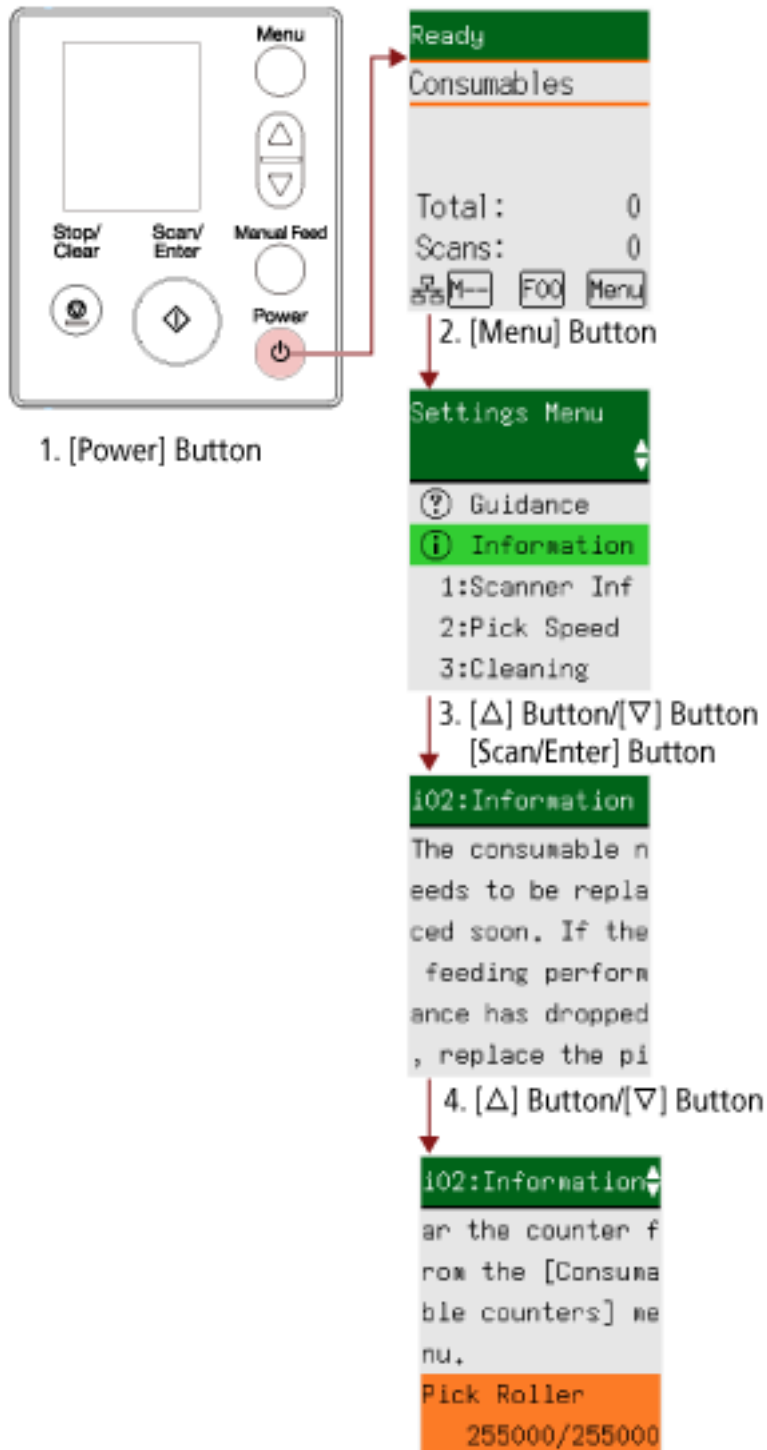 Menu
Stop/
Clear
Scan/
Enter
Manual Feed
Power
1. [Power] Button
Ready
Consumables
Total: 0
Scans: 0
M-- F00 Menu
2. [Menu] Button
Settings Menu
Guidance
Information
1:Scanner Inf
2:Pick Speed
3:Cleaning
3. [△] Button/[▽] Button
[Scan/Enter] Button
i02:Information
The consumable n
eeds to be repla
ced soon. If the
feeding perform
ance has dropped
, replace the pi
4. [△] Button/[▽] Button
i02:Information
ar the counter f
rom the [Consuma
ble counters] me
nu.
Pick Roller
255000/255000